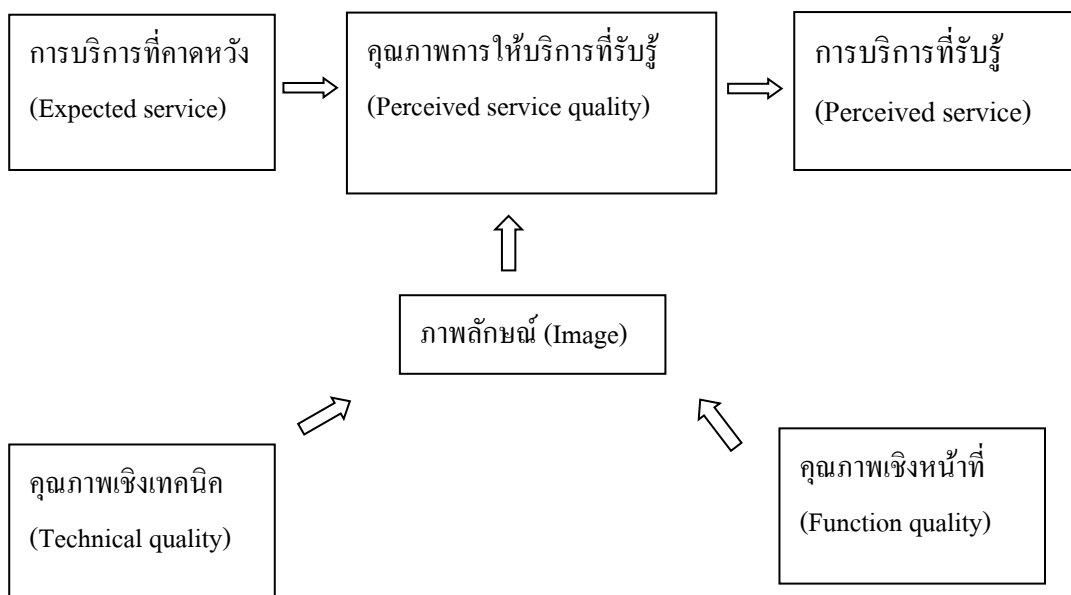 การบริการที่คาดหวัง
(Expected service)
คุณภาพการให้บริการที่รับรู้
(Perceived service quality)
การบริการที่รับรู้
(Perceived service)
ภาพลักษณ์ (Image)
คุณภาพเชิงเทคนิค
(Technical quality)
คุณภาพเชิงหน้าที่
(Function quality)